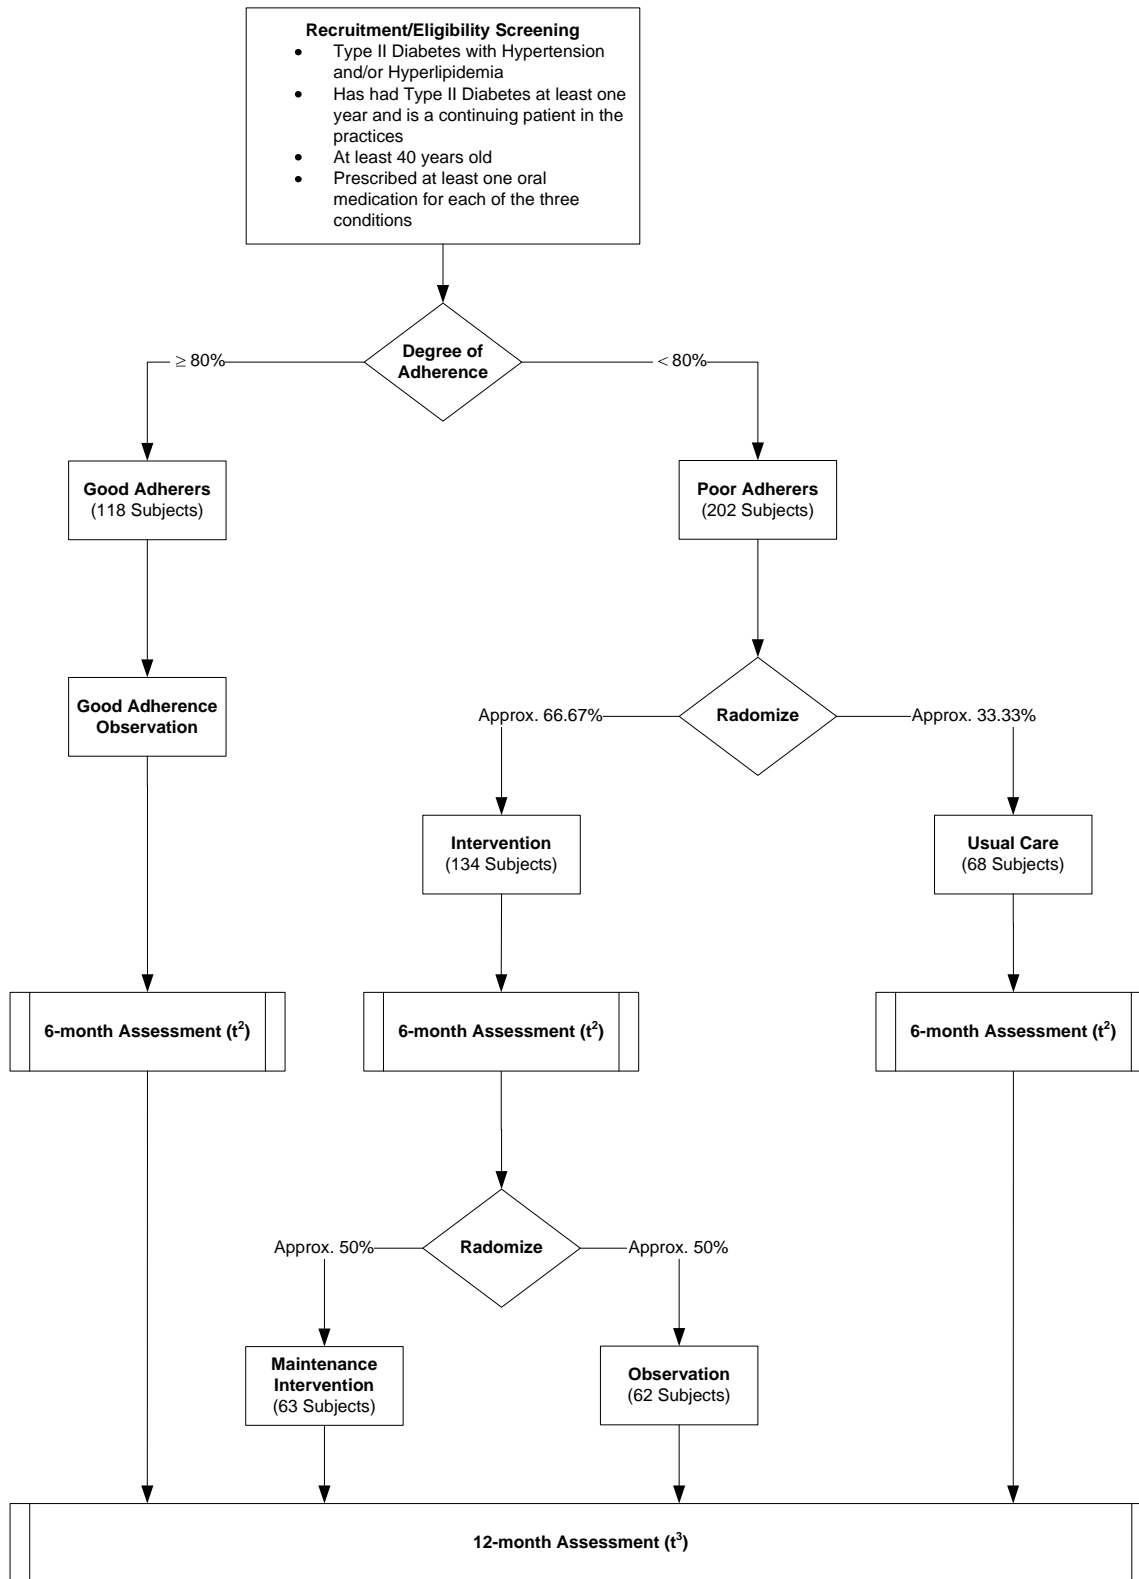 Recruitment/Eligibility Screening
• Type II Diabetes with Hypertension
and/or Hyperlipidemia
• Has had Type II Diabetes at least one
year and is a continuing patient in the
practices
• At least 40 years old
• Prescribed at least one oral
medication for each of the three
conditions
Degree of
Adherence
≥ 80%
< 80%
Good Adherers
(118 Subjects)
Poor Adherers
(202 Subjects)
Good Adherence
Observation
Approx. 66.67%
Radomize
Approx. 33.33%
Intervention
(134 Subjects)
Usual Care
(68 Subjects)
6-month Assessment (t²)
6-month Assessment (t²)
6-month Assessment (t²)
Approx. 50%
Radomize
Approx. 50%
Maintenance
Intervention
(63 Subjects)
Observation
(62 Subjects)
12-month Assessment (t³)